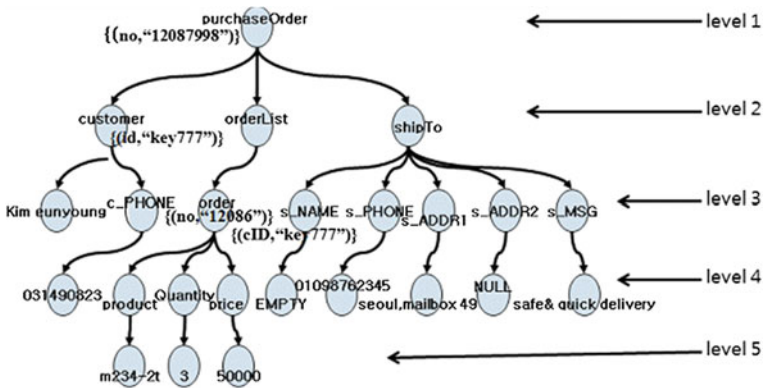 purchaseOrder
{(no,“12087998”)}
level 1
customer
{(id,“key777”)}
orderList
shipTo
level 2
Kim eunyoung
c_PHONE
order
{(no,“12086”)}
{(cID,“key777”)}
s_NAME
s_PHONE
s_ADDR1
s_ADDR2
s_MSG
level 3
031490823
product
Quantity
price
EMPTY
01098762345
seoul,mailbox 49
NULL
safe& quick delivery
level 4
m234-2t
3
50000
level 5